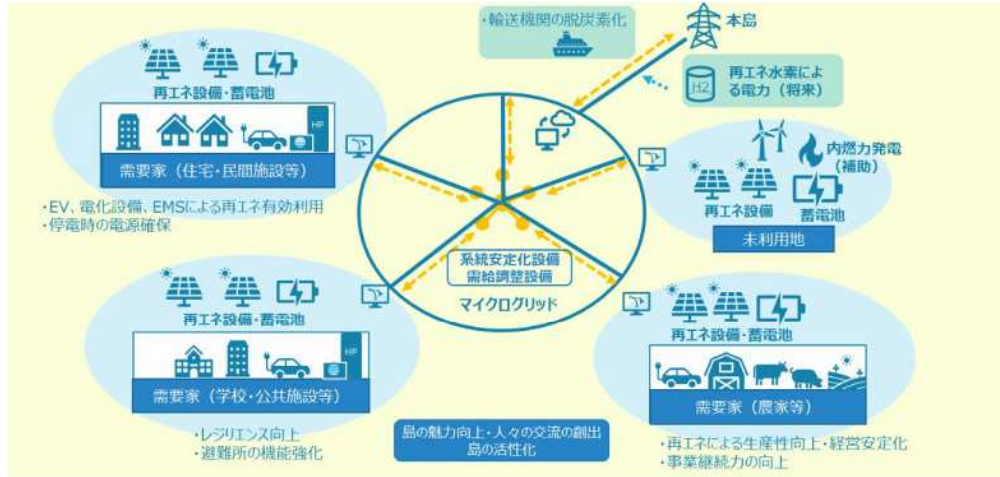 ・輸送機関の脱炭素化
本島
H2
再エネ水素によ
る電力（将来）
再エネ設備・蓄電池
HP
需要家（住宅・民間施設等）
・EV、電化設備、EMSによる再エネ有効利用
・停電時の電源確保
内燃力発電
（補助）
再エネ設備
蓄電池
未利用地
系統安定化設備
需給調整設備
マイクログリッド
再エネ設備・蓄電池
HP
需要家（学校・公共施設等）
・レジリエンス向上
・避難所の機能強化
島の魅力向上・人々の交流の創出
島の活性化
再エネ設備・蓄電池
需要家（農家等）
・再エネによる生産性向上・経営安定化
・事業継続力の向上